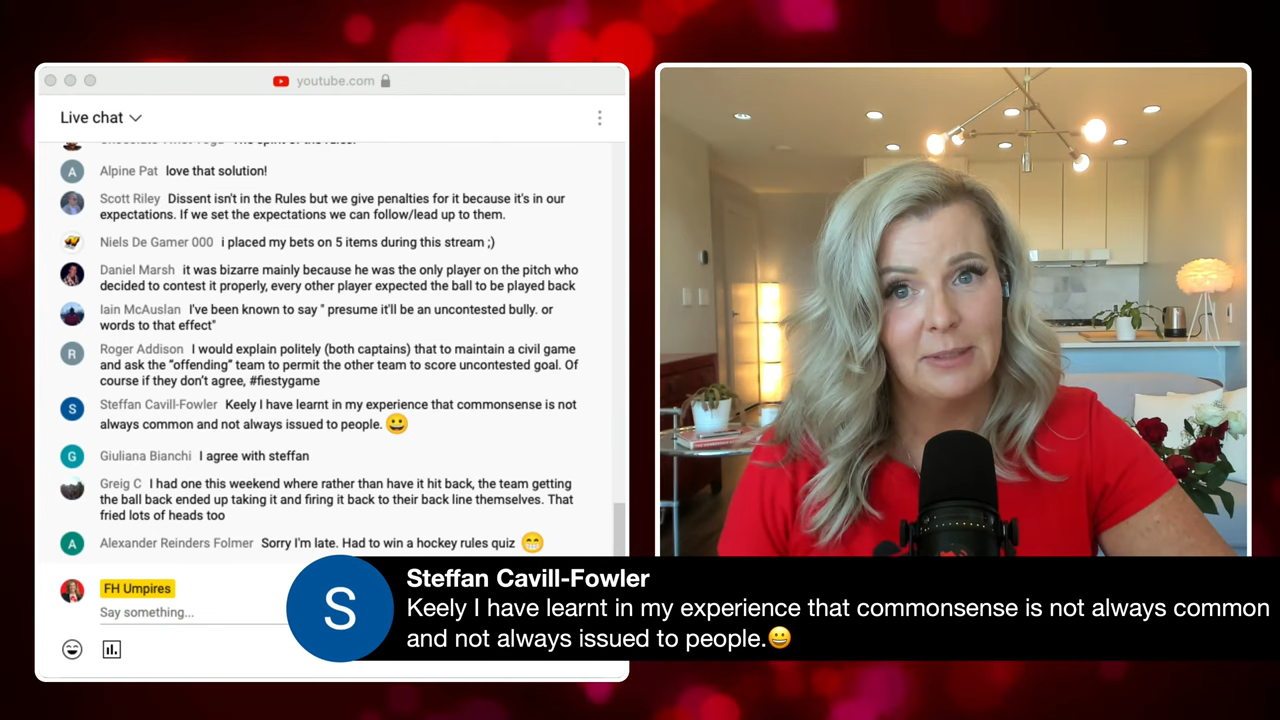 youtube.com
Live chat
Alpine Pat love that solution!
Scott Riley Dissent isn't in the Rules but we give penalties for it because it's in our
expectations. If we set the expectations we can follow/lead up to them.
Niels De Gamer 000 i placed my bets on 5 items during this stream ;)
Daniel Marsh it was bizarre mainly because he was the only player on the pitch who
decided to contest it properly, every other player expected the ball to be played back
Iain McAuslan I've been known to say " presume it'll be an uncontested bully. or
words to that effect"
R
Roger Addison I would explain politely (both captains) that to maintain a civil game
and ask the “offending” team to permit the other team to score uncontested goal. Of
course if they don’t agree, #fiestygame
S
Steffan Cavill-Fowler Keely I have learnt in my experience that commonsense is not
always common and not always issued to people. 😀
G
Giuliana Bianchi I agree with steffan
Greig C I had one this weekend where rather than have it hit back, the team getting
the ball back ended up taking it and firing it back to their back line themselves. That
fried lots of heads too
A
Alexander Reinders Folmer Sorry I'm late. Had to win a hockey rules quiz 😁
FH Umpires
Say something...
S
Steffan Cavill-Fowler
Keely I have learnt in my experience that commonsense is not always common
and not always issued to people.😀